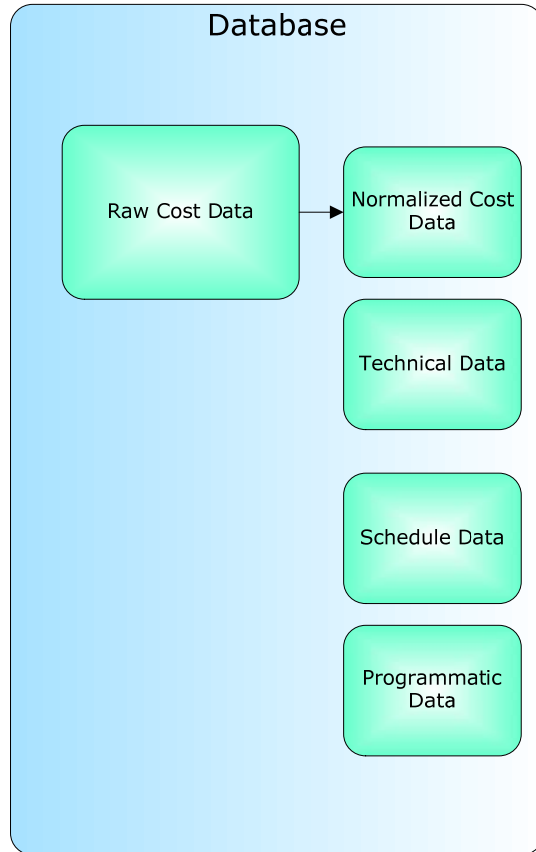 Database
Raw Cost Data
Normalized Cost
Data
Technical Data
Schedule Data
Programmatic
Data